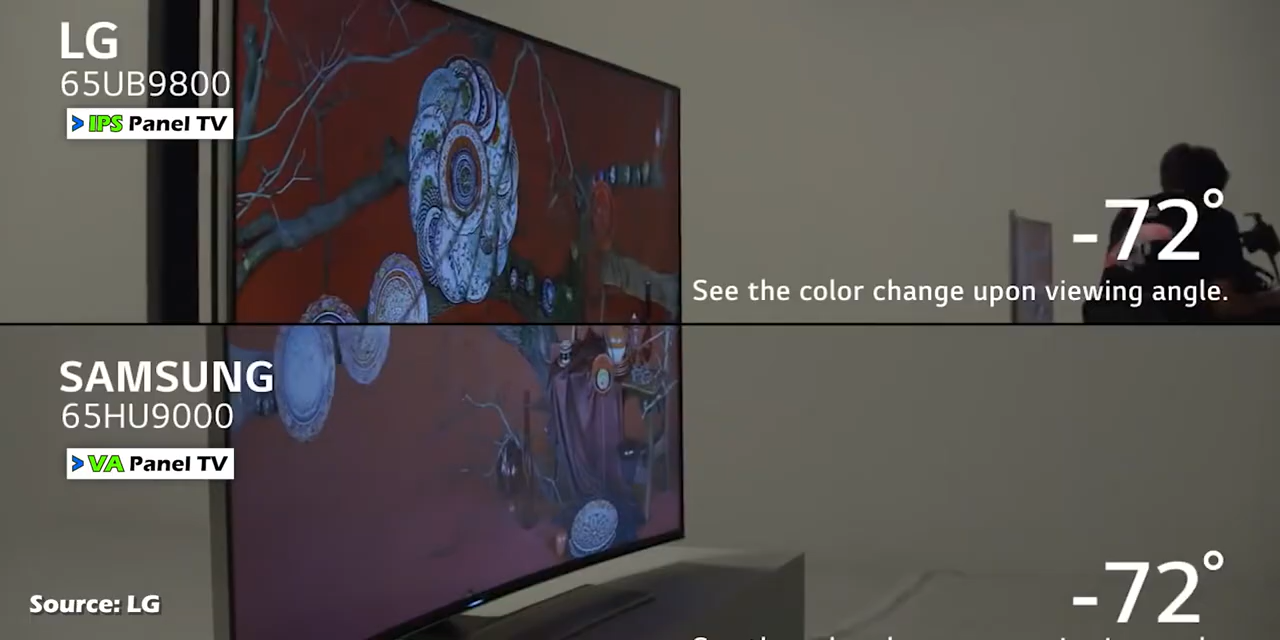 LG
65UB9800
> IPS Panel TV
-72°
See the color change upon viewing angle.
SAMSUNG
65HU9000
> VA Panel TV
-72°
Source: LG